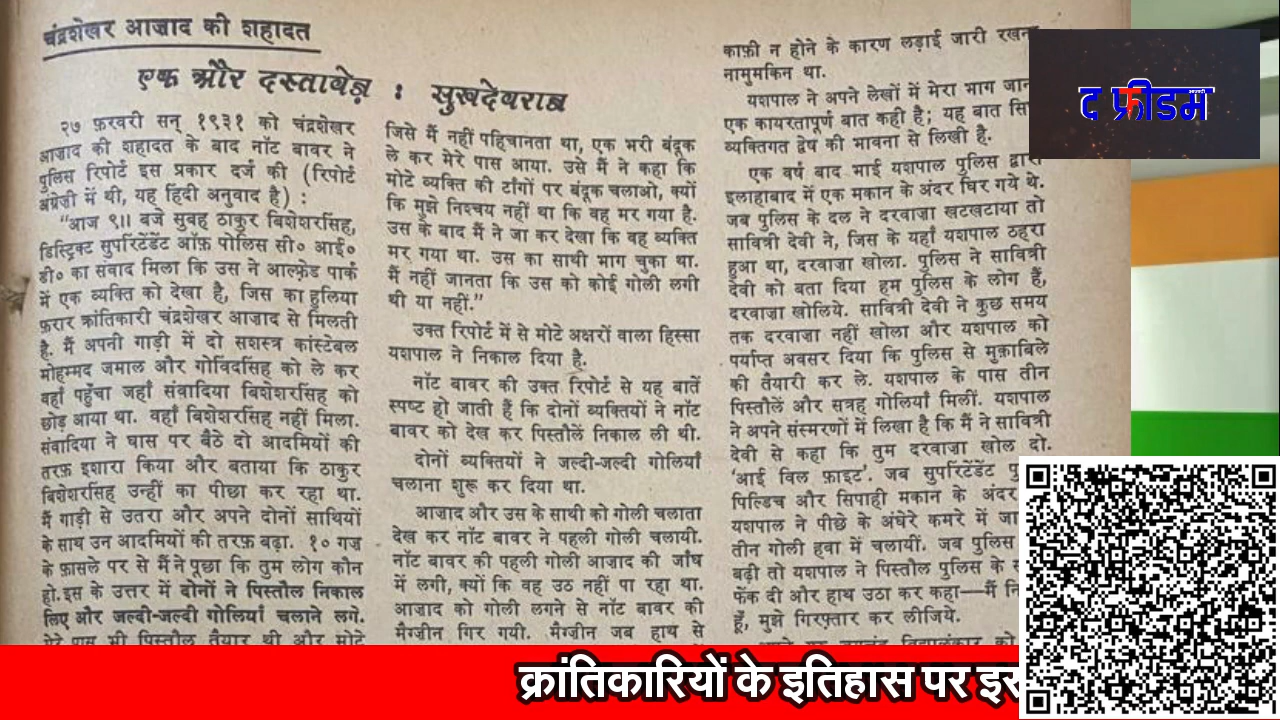 चंद्रशेखर आज़ाद की शहादत
एक और दस्तावेज़ : सुखदेवराज
२७ फ़रवरी सन् १९३१ को चंद्रशेखर
आज़ाद की शहादत के बाद नॉट बावर ने
पुलिस रिपोर्ट इस प्रकार दर्ज की (रिपोर्ट
अंग्रेज़ी में थी, यह हिंदी अनुवाद है) :
“आज ९॥ बजे सुबह ठाकुर बिशेशरसिंह,
डिस्ट्रिक्ट सुपरिंटेंडेंट ऑफ़ पोलिस सी० आई०
डी० का संवाद मिला कि उस ने आल्फ्रेड पार्क
में एक व्यक्ति को देखा है, जिस का हुलिया
फ़रार क्रांतिकारी चंद्रशेखर आज़ाद से मिलती
है. मैं अपनी गाड़ी में दो सशस्त्र कांस्टेबल
मोहम्मद जमाल और गोविंदसिंह को ले कर
वहाँ पहुँचा जहाँ संवादिया बिशेशरसिंह को
छोड़ आया था. वहाँ बिशेशरसिंह नहीं मिला.
संवादिया ने घास पर बैठे दो आदमियों की
तरफ़ इशारा किया और बताया कि ठाकुर
बिशेशरसिंह उन्हीं का पीछा कर रहा था.
मैं गाड़ी से उतरा और अपने दोनों साथियों
के साथ उन आदमियों की तरफ़ बढ़ा. १० गज़
के फ़ासले पर से मैं ने पूछा कि तुम लोग कौन
हो. इस के उत्तर में दोनों ने पिस्तौल निकाल
लिए और जल्दी-जल्दी गोलियाँ चलाने लगे.
मेरे पास भी पिस्तौल तैयार थी और मोटे
जिसे मैं नहीं पहिचानता था, एक भरी बंदूक
ले कर मेरे पास आया. उसे मैं ने कहा कि
मोटे व्यक्ति की टाँगों पर बंदूक चलाओ, क्यों
कि मुझे निश्चय नहीं था कि वह मर गया है.
उस के बाद मैं ने जा कर देखा कि वह व्यक्ति
मर गया था. उस का साथी भाग चुका था.
मैं नहीं जानता कि उस को कोई गोली लगी
थी या नहीं.”
उक्त रिपोर्ट में से मोटे अक्षरों वाला हिस्सा
यशपाल ने निकाल दिया है.
नॉट बावर की उक्त रिपोर्ट से यह बातें
स्पष्ट हो जाती हैं कि दोनों व्यक्तियों ने नॉट
बावर को देख कर पिस्तौलें निकाल ली थी.
दोनों व्यक्तियों ने जल्दी-जल्दी गोलियाँ
चलाना शुरू कर दिया था.
आज़ाद और उस के साथी को गोली चलाता
देख कर नॉट बावर ने पहली गोली चलायी.
नॉट बावर की पहली गोली आज़ाद की जाँघ
में लगी, क्यों कि वह उठ नहीं पा रहा था.
आज़ाद को गोली लगने से नॉट बावर की
मैग्ज़ीन गिर गयी. मैग्ज़ीन जब हाथ से
काफ़ी न होने के कारण लड़ाई जारी रखना
नामुमकिन था.
यशपाल ने अपने लेखों में मेरा भाग
एक कायरतापूर्ण बात कही है; यह बात
व्यक्तिगत द्वेष की भावना से लिखी है.
एक वर्ष बाद भाई यशपाल पुलिस द्वारा
इलाहाबाद में एक मकान के अंदर घिर गये थे.
जब पुलिस के दल ने दरवाज़ा खटखटाया तो
सावित्री देवी ने, जिस के यहाँ यशपाल ठहरा
हुआ था, दरवाज़ा खोला. पुलिस ने सावित्री
देवी को बता दिया हम पुलिस के लोग हैं,
दरवाज़ा खोलिये. सावित्री देवी ने कुछ समय
तक दरवाज़ा नहीं खोला और यशपाल को
पर्याप्त अवसर दिया कि पुलिस से मुक़ाबिले
की तैयारी कर ले. यशपाल के पास तीन
पिस्तौलें और सत्रह गोलियाँ मिलीं. यशपाल
ने अपने संस्मरणों में लिखा है कि मैं ने सावित्री
देवी से कहा कि तुम दरवाज़ा खोल दो.
‘आई विल फ़ाइट’. जब सुपरिंटेंडेंट
पिल्डिच और सिपाही मकान के अंदर
यशपाल ने पीछे के अंधेरे कमरे में
तीन गोली हवा में चलायीं. जब पुलिस
बढ़ी तो यशपाल ने पिस्तौल पुलिस के
फेंक दी और हाथ उठा कर कहा—मैं
हूँ, मुझे गिरफ़्तार कर लीजिये.
द फ्रीडम
क्रांतिकारियों के इतिहास पर